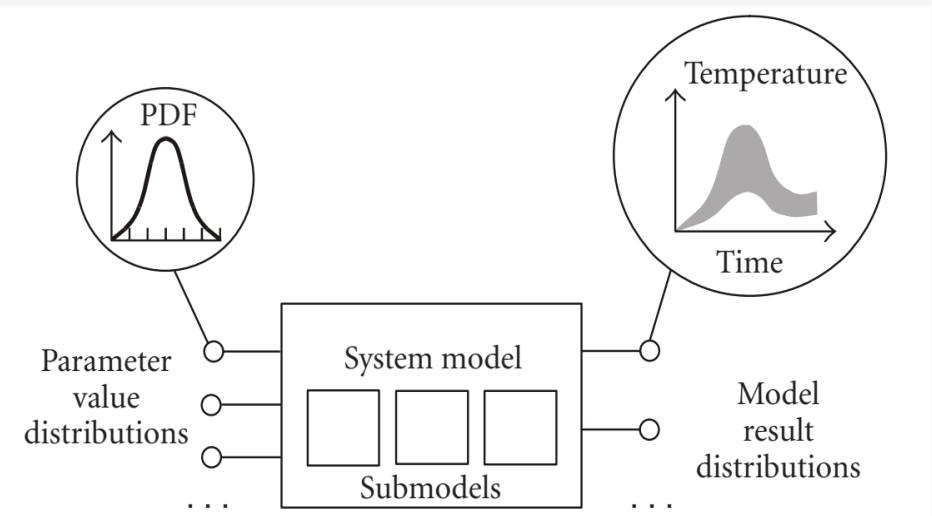 PDF
Temperature
Time
Parameter
value
distributions
System model
Submodels
Model
result
distributions
. . .
. . .